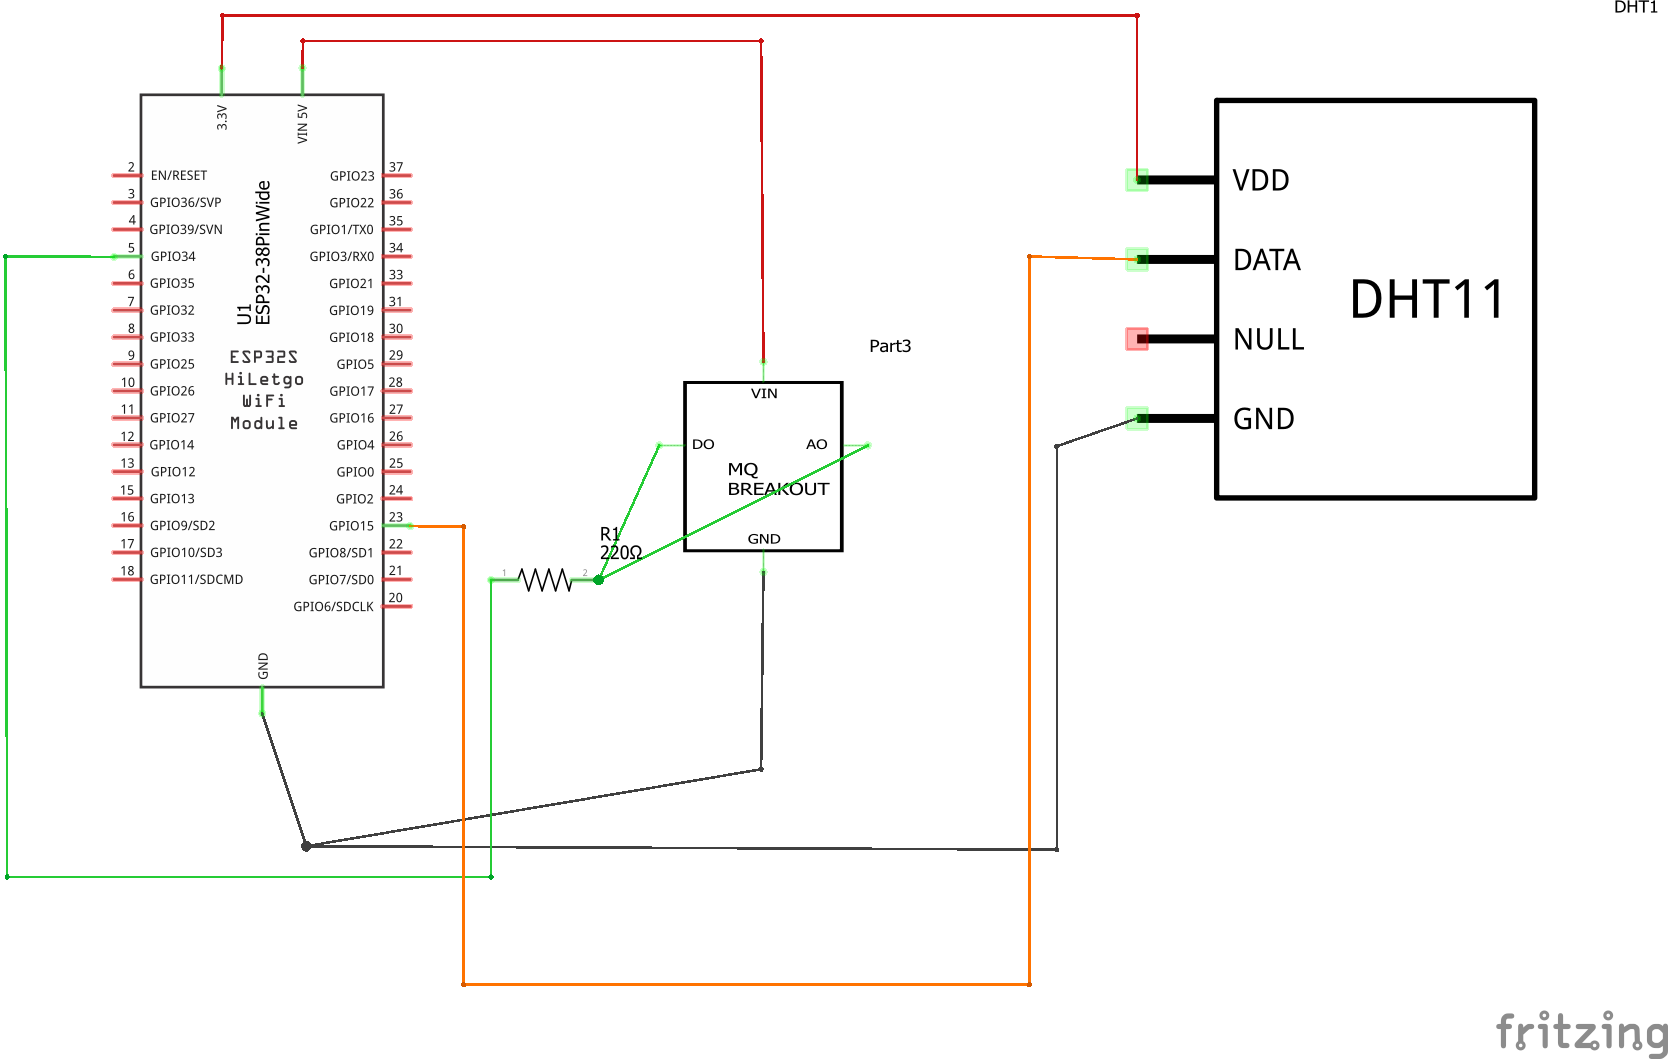 DHT1
3.3V
VIN 5V
2 EN/RESET
3 GPIO36/SVP
4 GPIO39/SVN
5 GPIO34
6 GPIO35
7 GPIO32
8 GPIO33
9 GPIO25
10 GPIO26
11 GPIO27
12 GPIO14
13 GPIO12
15 GPIO13
16 GPIO9/SD2
17 GPIO10/SD3
18 GPIO11/SDCMD
U1
ESP32-38PinWide
ESP32S
HiLetgo
WiFi
Module
GPIO23 37
GPIO22 36
GPIO1/TX0 35
GPIO3/RX0 34
GPIO21 33
GPIO19 31
GPIO18 30
GPIO5 29
GPIO17 28
GPIO16 27
GPIO4 26
GPIO0 25
GPIO2 24
GPIO15 23
GPIO8/SD1 22
GPIO7/SD0 21
GPIO6/SDCLK 20
GND
R1
220Ω
1 2
Part3
VIN
DO AO
MQ
BREAKOUT
GND
VDD
DATA
NULL
GND
DHT11
fritzing